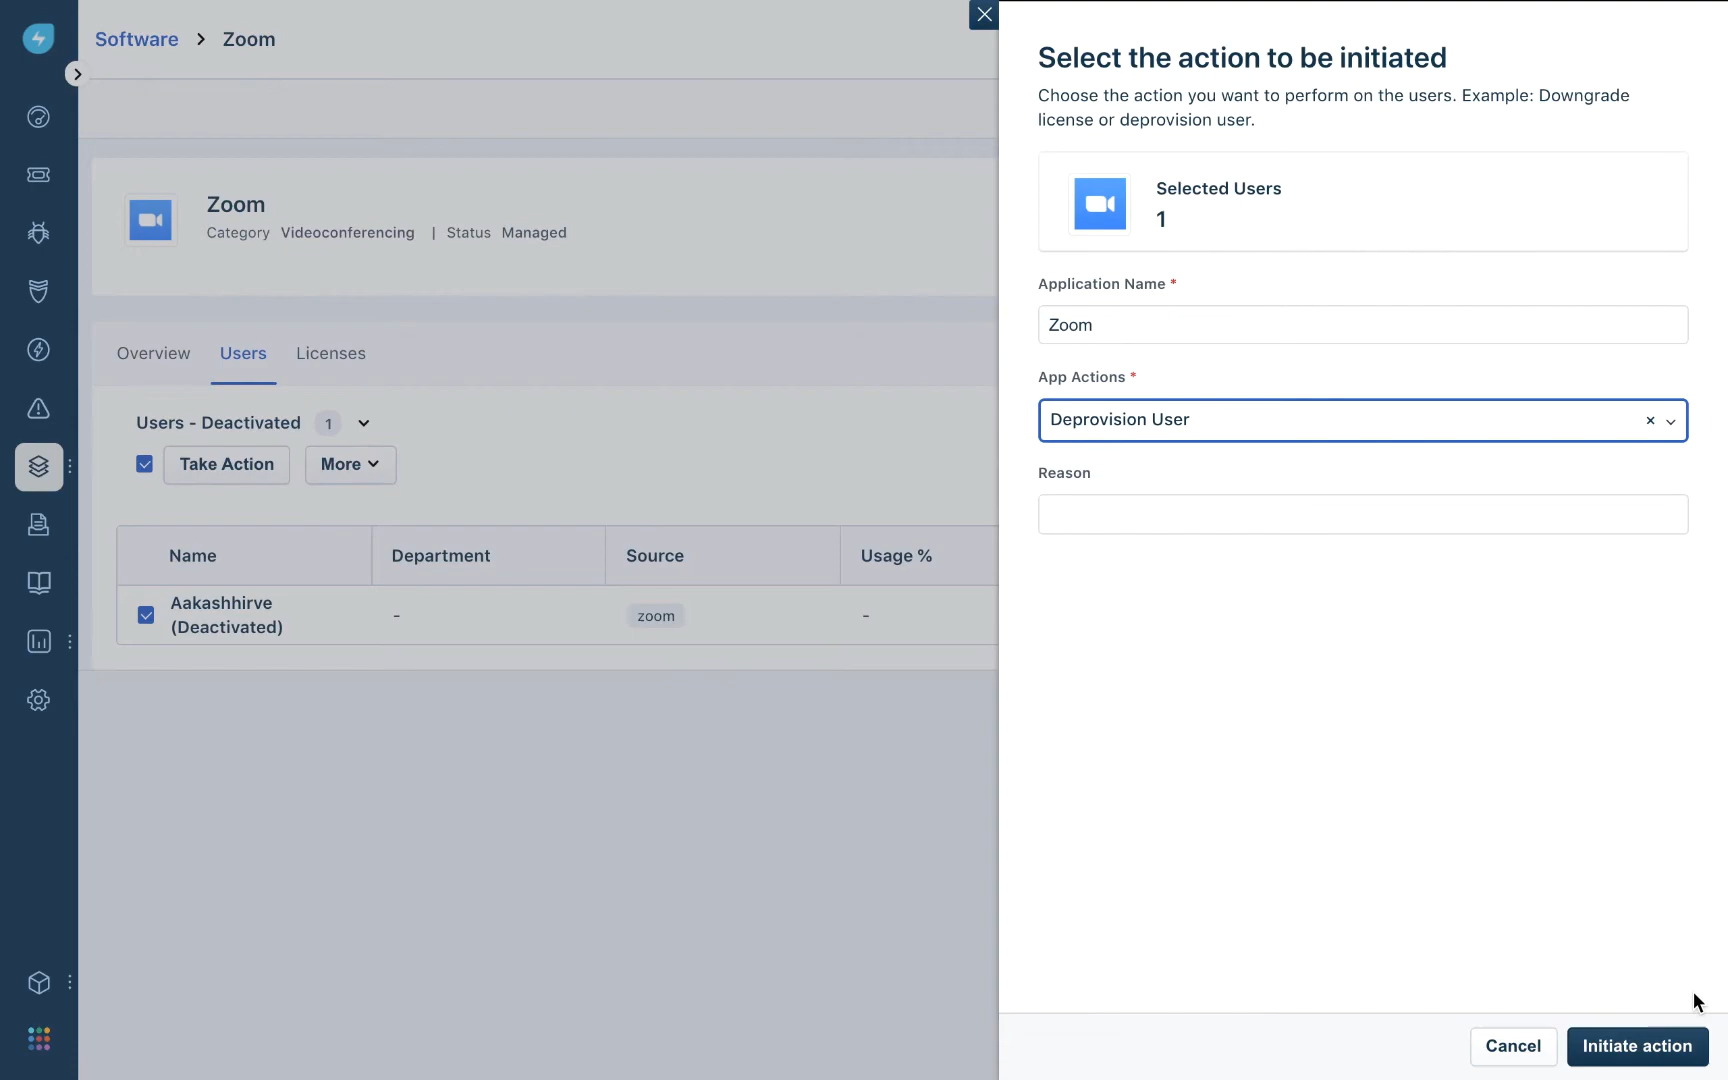 Software > Zoom
Zoom
Category Videoconferencing | Status Managed
Overview Users Licenses
Users - Deactivated 1
Take Action More
Name Department Source Usage %
Aakashhirve
(Deactivated)
- zoom -
Select the action to be initiated
Choose the action you want to perform on the users. Example: Downgrade
license or deprovision user.
Selected Users
1
Application Name *
Zoom
App Actions *
Deprovision User
Reason
Cancel Initiate action